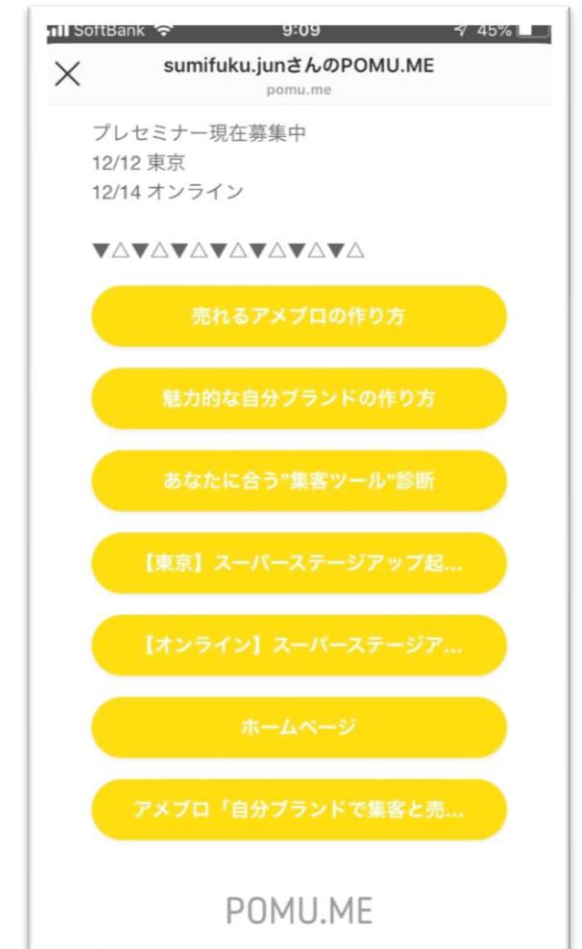 SoftBank 9:09 45%
sumifuku.junさんのPOMU.ME
pomu.me
プレセミナー現在募集中
12/12 東京
12/14 オンライン
▼△▼△▼△▼△▼△▼△▼△
売れるアメブロの作り方
魅力的な自分ブランドの作り方
あなたに合う"集客ツール"診断
【東京】スーパーステージアップ起...
【オンライン】スーパーステージア...
ホームページ
アメブロ「自分ブランドで集客と売...
POMU.ME